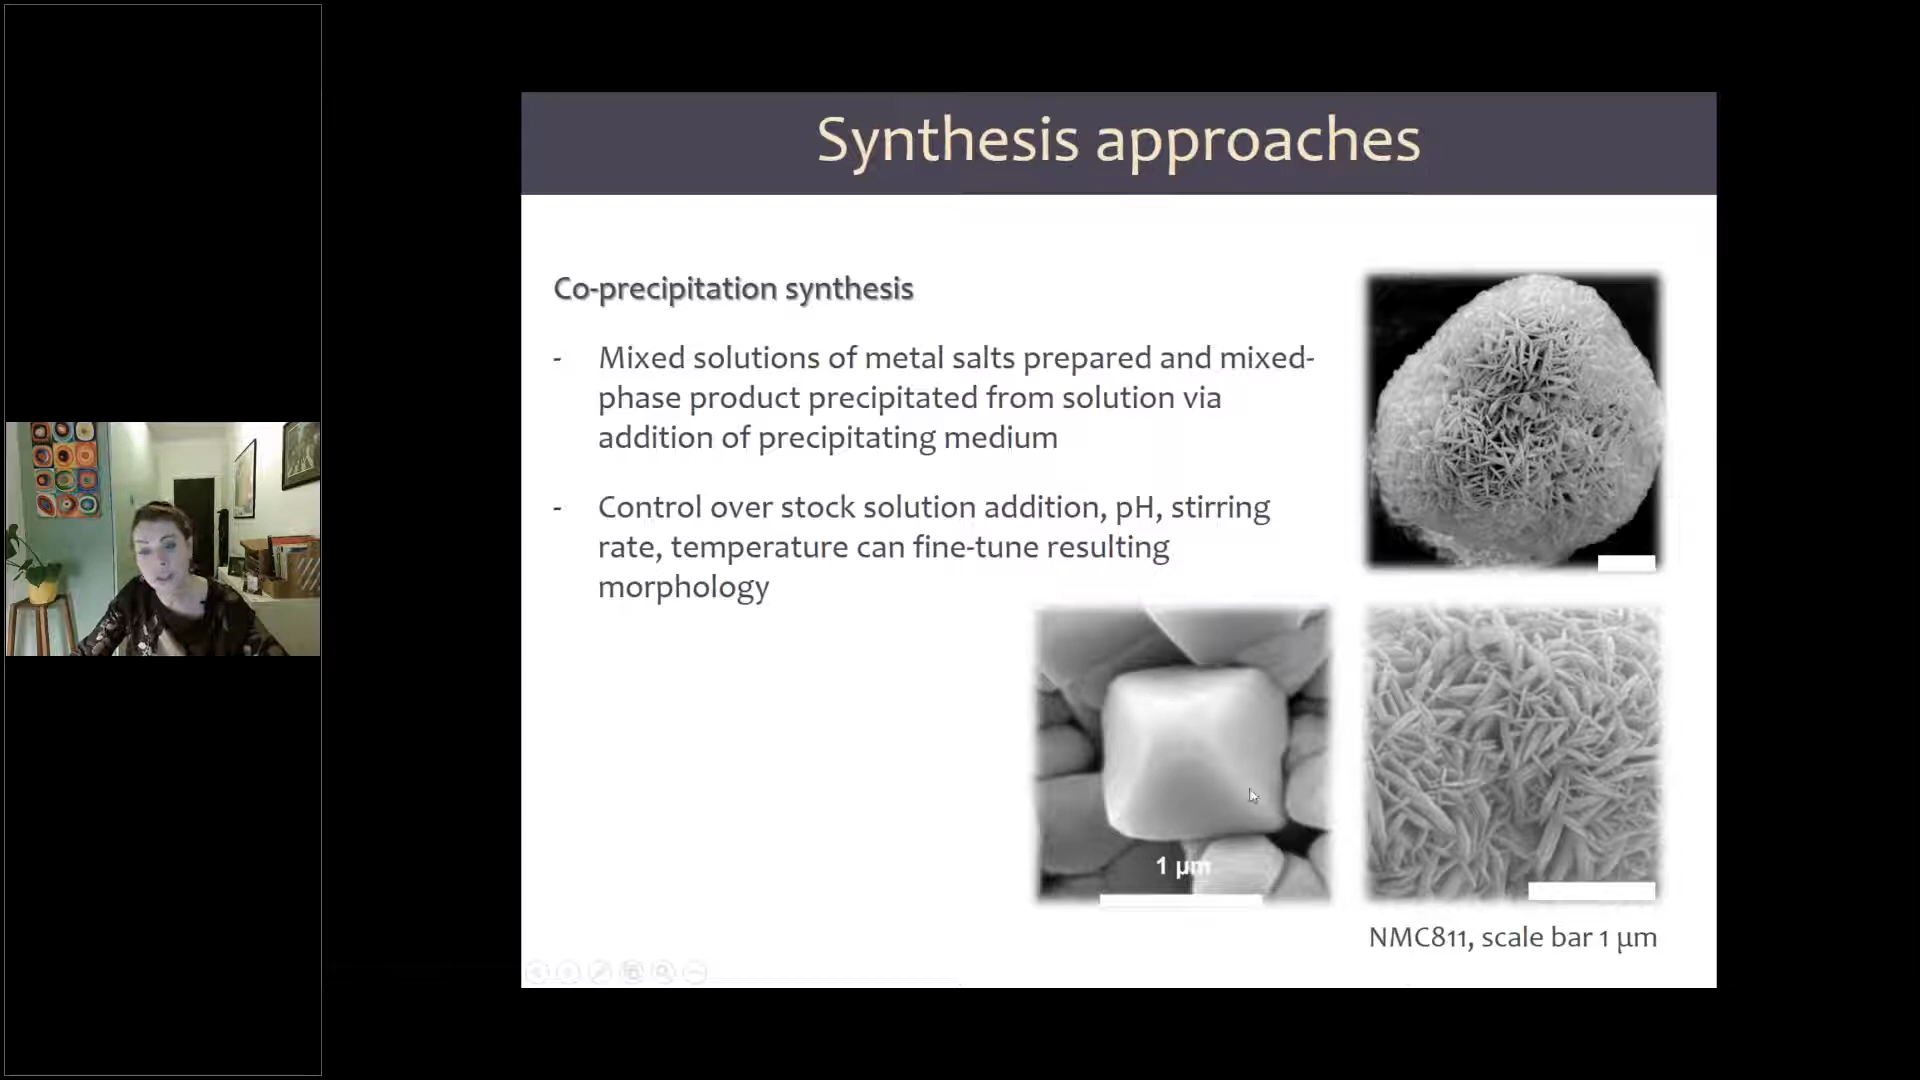 Synthesis approaches
Co-precipitation synthesis
- Mixed solutions of metal salts prepared and mixed-
phase product precipitated from solution via
addition of precipitating medium
- Control over stock solution addition, pH, stirring
rate, temperature can fine-tune resulting
morphology
1 µm
NMC811, scale bar 1 µm